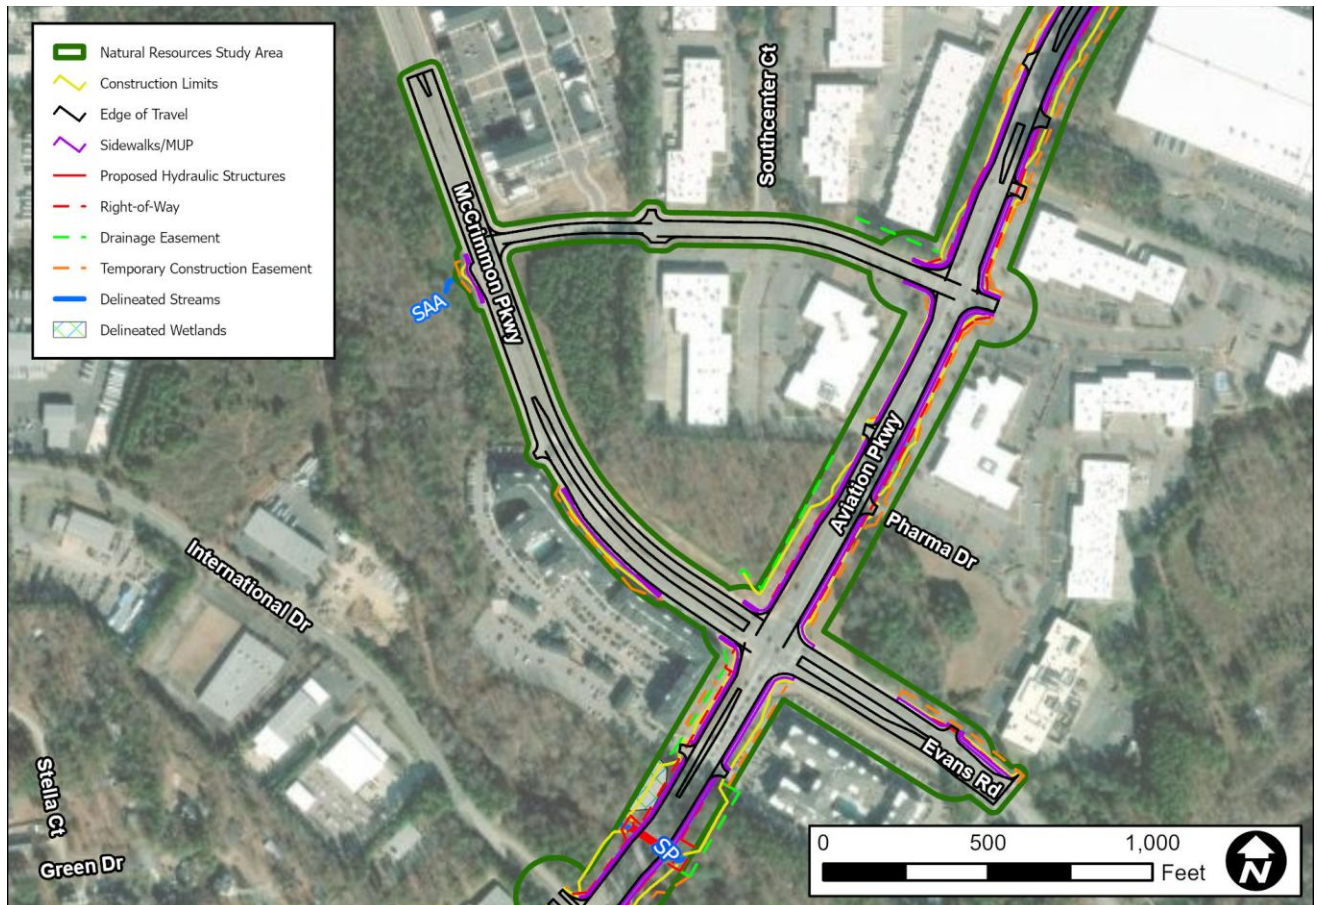 Natural Resources Study Area
Construction Limits
Edge of Travel
Sidewalks/MUP
Proposed Hydraulic Structures
Right-of-Way
Drainage Easement
Temporary Construction Easement
Delineated Streams
Delineated Wetlands
Southcenter Ct
McCrimmon Pkwy
SAA
Aviation Pkwy
Pharma Dr
International Dr
Evans Rd
Stella Ct
Green Dr
SP
0 500 1,000
Feet
N